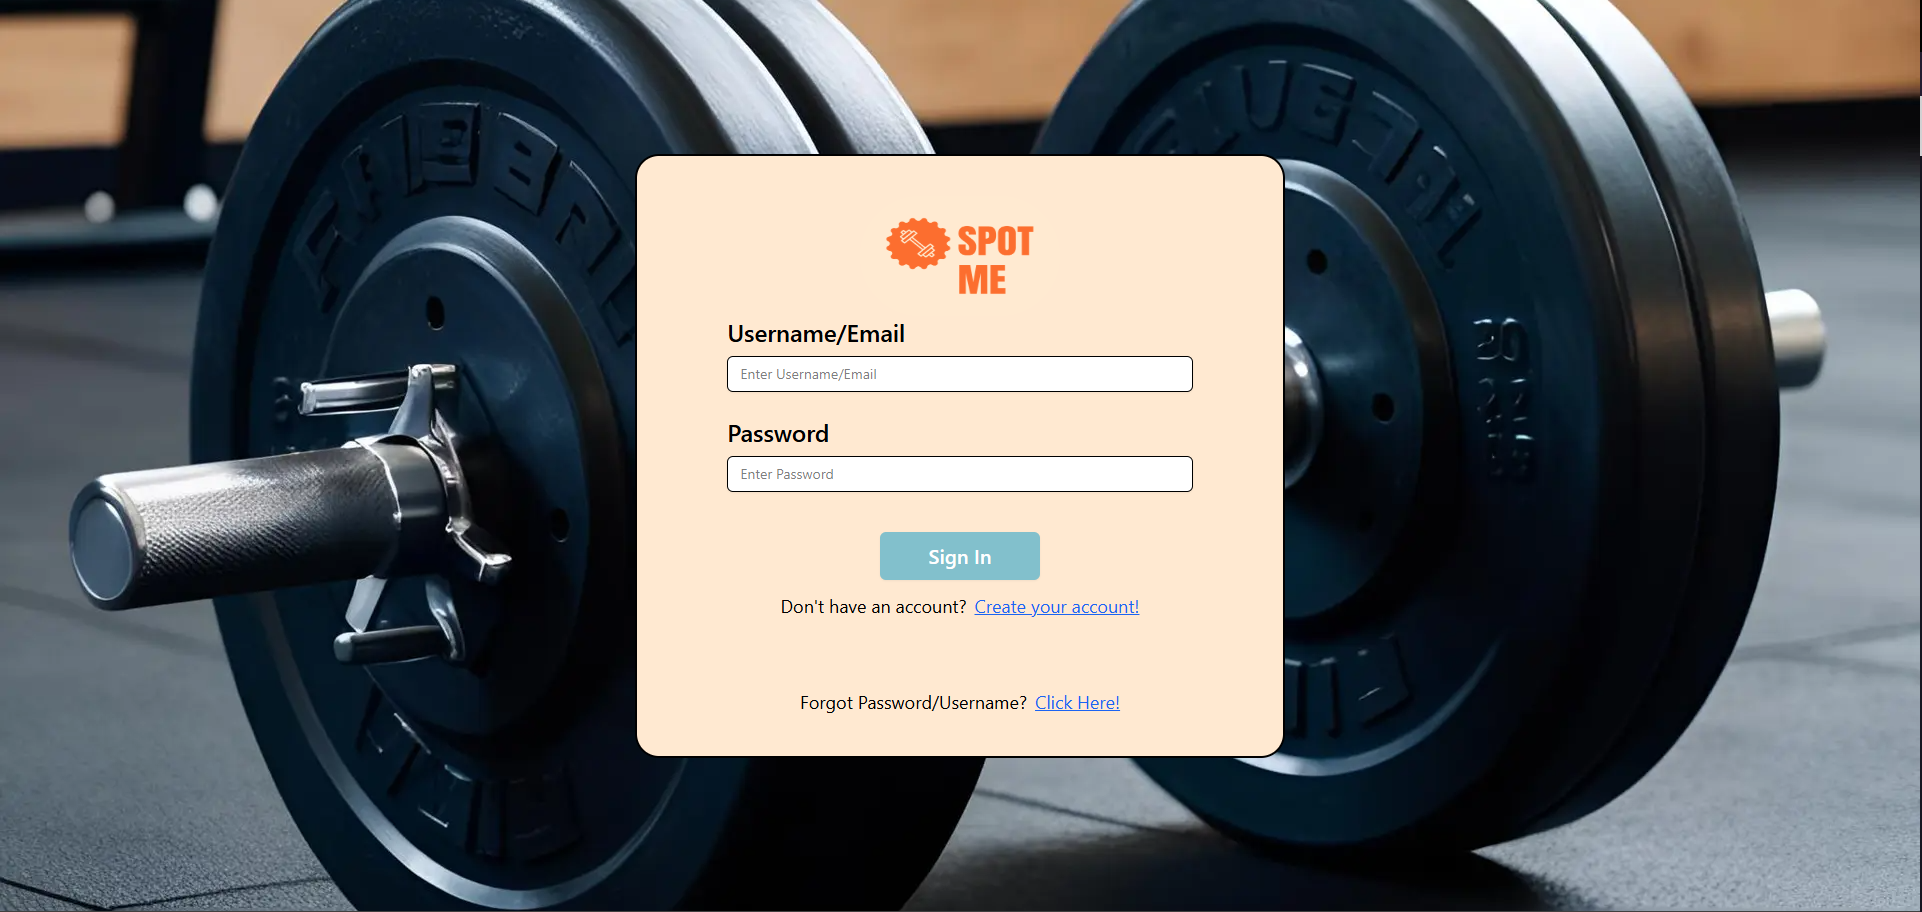 SPOT
ME
Username/Email
Enter Username/Email
Password
Enter Password
Sign In
Don't have an account? Create your account!
Forgot Password/Username? Click Here!